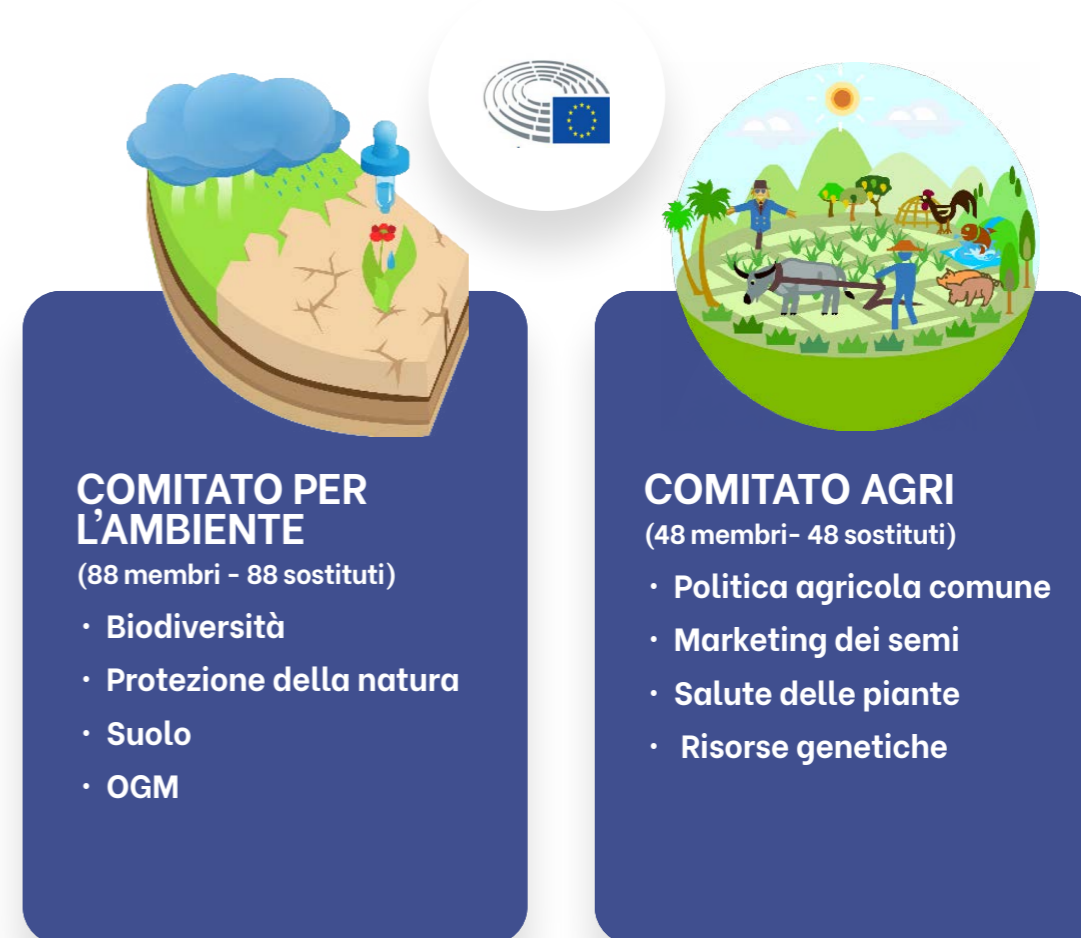 COMITATO PER
L'AMBIENTE
(88 membri - 88 sostituti)
· Biodiversità
· Protezione della natura
· Suolo
· OGM
COMITATO AGRI
(48 membri- 48 sostituti)
· Politica agricola comune
· Marketing dei semi
· Salute delle piante
· Risorse genetiche